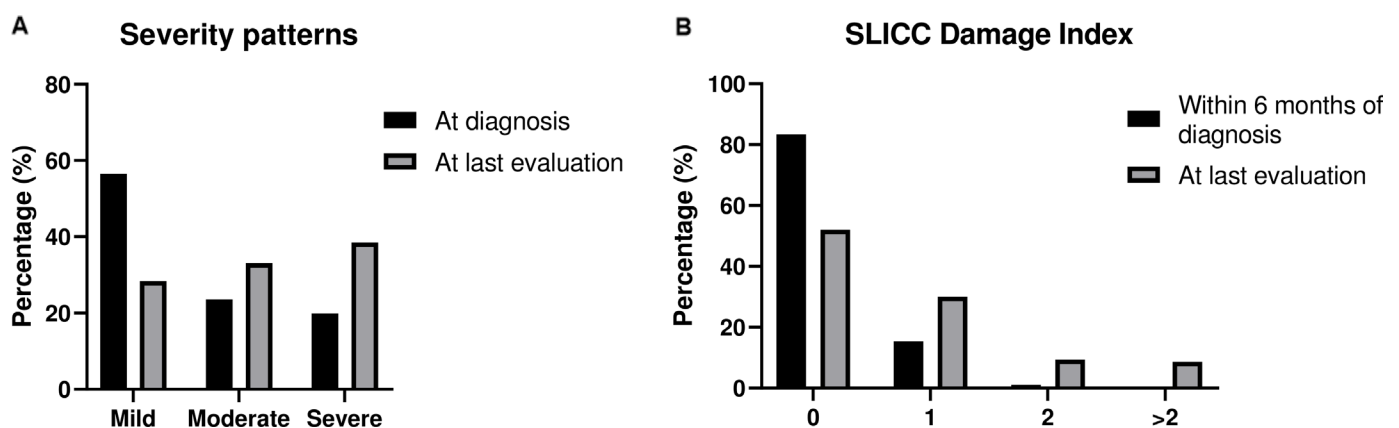 A
Severity patterns
Percentage (%)
80
60
40
20
0
Mild
Moderate
Severe
At diagnosis
At last evaluation
B
SLICC Damage Index
Percentage (%)
100
80
60
40
20
0
0
1
2
>2
Within 6 months of
diagnosis
At last evaluation